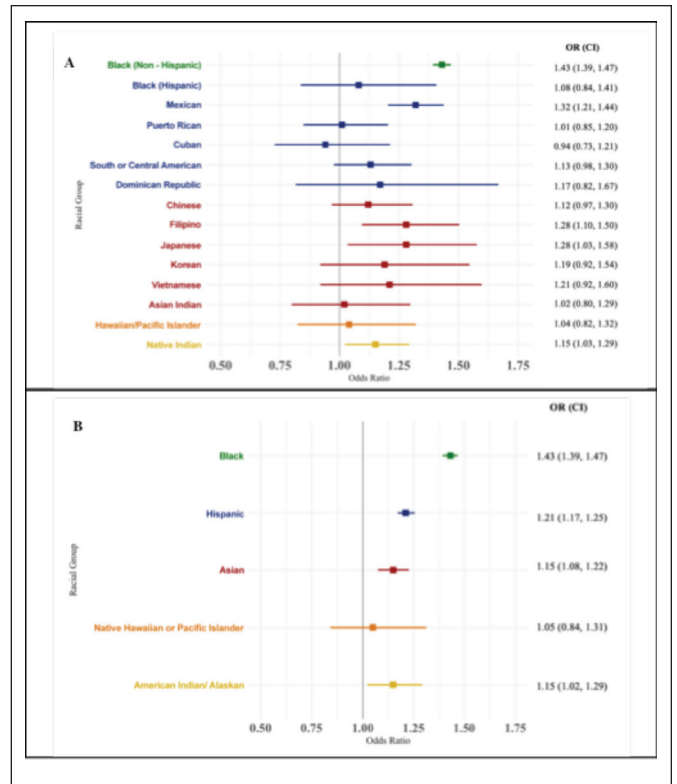 A
OR (CI)
Black (Non - Hispanic) 1.43 (1.39, 1.47)
Black (Hispanic) 1.08 (0.84, 1.41)
Mexican 1.32 (1.21, 1.44)
Puerto Rican 1.01 (0.85, 1.20)
Cuban 0.94 (0.73, 1.21)
South or Central American 1.13 (0.98, 1.30)
Dominican Republic 1.17 (0.82, 1.67)
Chinese 1.12 (0.97, 1.30)
Filipino 1.28 (1.10, 1.50)
Japanese 1.28 (1.03, 1.58)
Korean 1.19 (0.92, 1.54)
Vietnamese 1.21 (0.92, 1.60)
Asian Indian 1.02 (0.80, 1.29)
Hawaiian/Pacific Islander 1.04 (0.82, 1.32)
Native Indian 1.15 (1.03, 1.29)
Racial Group
0.50 0.75 1.00 1.25 1.50 1.75
Odds Ratio
B
OR (CI)
Black 1.43 (1.39, 1.47)
Hispanic 1.21 (1.17, 1.25)
Asian 1.15 (1.08, 1.22)
Native Hawaiian or Pacific Islander 1.05 (0.84, 1.31)
American Indian/ Alaskan 1.15 (1.02, 1.29)
Racial Group
0.50 0.75 1.00 1.25 1.50 1.75
Odds Ratio